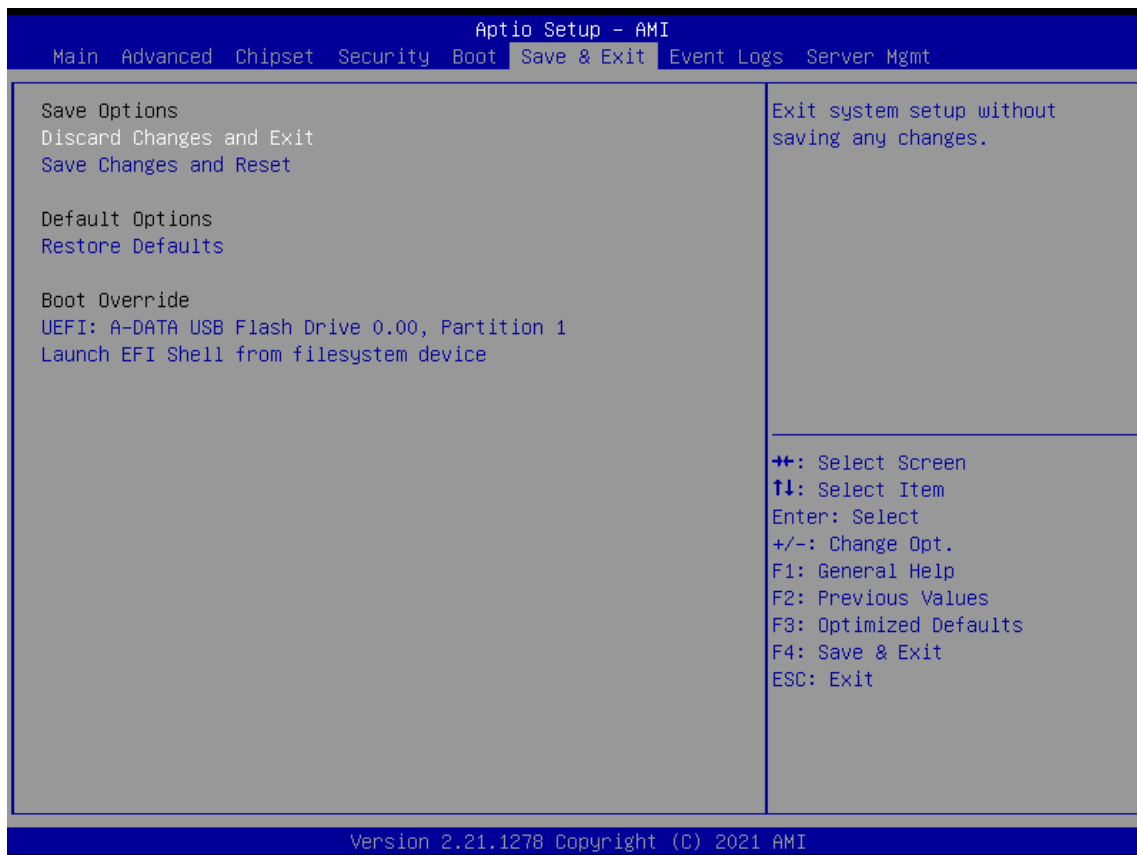 Aptio Setup – AMI
Main Advanced Chipset Security Boot Save & Exit Event Logs Server Mgmt
Save Options
Discard Changes and Exit
Save Changes and Reset
Default Options
Restore Defaults
Boot Override
UEFI: A-DATA USB Flash Drive 0.00, Partition 1
Launch EFI Shell from filesystem device
Exit system setup without
saving any changes.
→←: Select Screen
↑↓: Select Item
Enter: Select
+/-: Change Opt.
F1: General Help
F2: Previous Values
F3: Optimized Defaults
F4: Save & Exit
ESC: Exit
Version 2.21.1278 Copyright (C) 2021 AMI